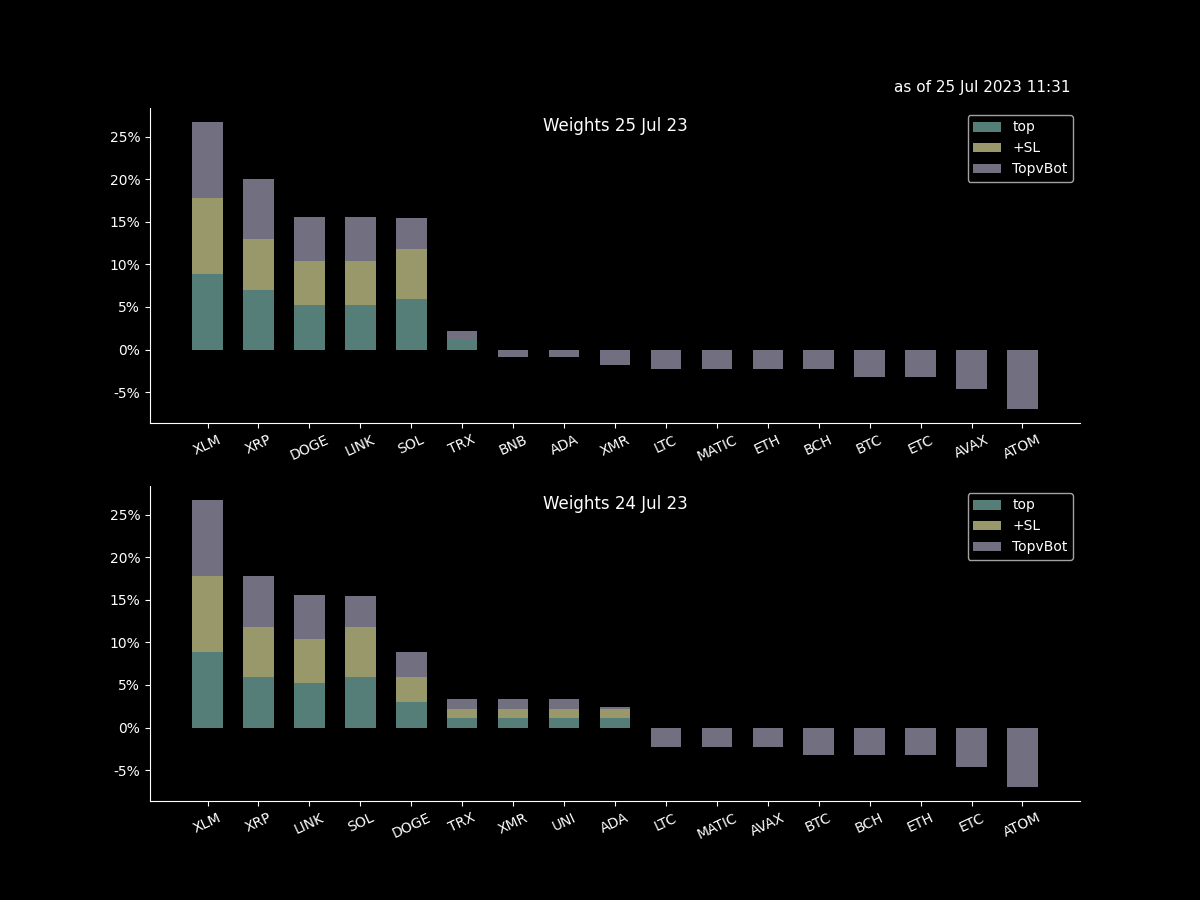 as of 25 Jul 2023 11:31
Weights 25 Jul 23
top
+SL
TopvBot
25%
20%
15%
10%
5%
0%
-5%
XLM XRP DOGE LINK SOL TRX BNB ADA XMR LTC MATIC ETH BCH BTC ETC AVAX ATOM
Weights 24 Jul 23
top
+SL
TopvBot
25%
20%
15%
10%
5%
0%
-5%
XLM XRP LINK SOL DOGE TRX XMR UNI ADA LTC MATIC AVAX BTC BCH ETH ETC ATOM